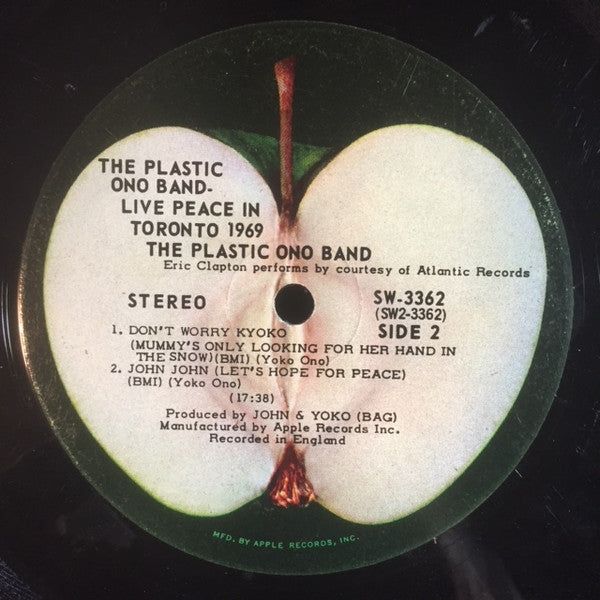 THE PLASTIC
ONO BAND-
LIVE PEACE IN
TORONTO 1969
THE PLASTIC ONO BAND
Eric Clapton performs by courtesy of Atlantic Records
STEREO
SW-3362
(SW2-3362)
SIDE 2
1. DON'T WORRY KYOKO
(MUMMY'S ONLY LOOKING FOR HER HAND IN
THE SNOW)(BMI) (Yoko Ono)
2. JOHN JOHN (LET'S HOPE FOR PEACE)
(BMI) (Yoko Ono)
(17:38)
Produced by JOHN & YOKO (BAG)
Manufactured by Apple Records Inc.
Recorded in England
MFD. BY APPLE RECORDS, INC.